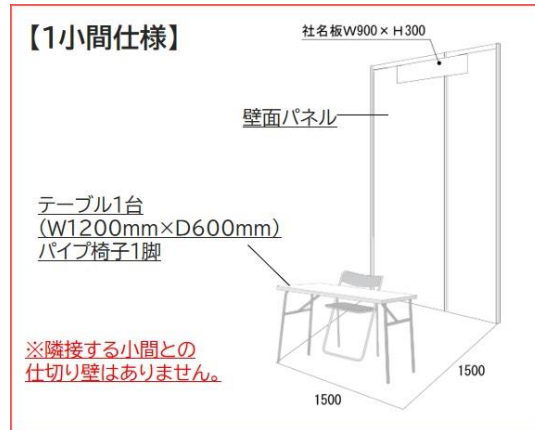 【1小間仕様】
社名板W900×H300
壁面パネル
テーブル1台
(W1200mm×D600mm)
パイプ椅子1脚
※隣接する小間との
仕切り壁はありません。
1500
1500